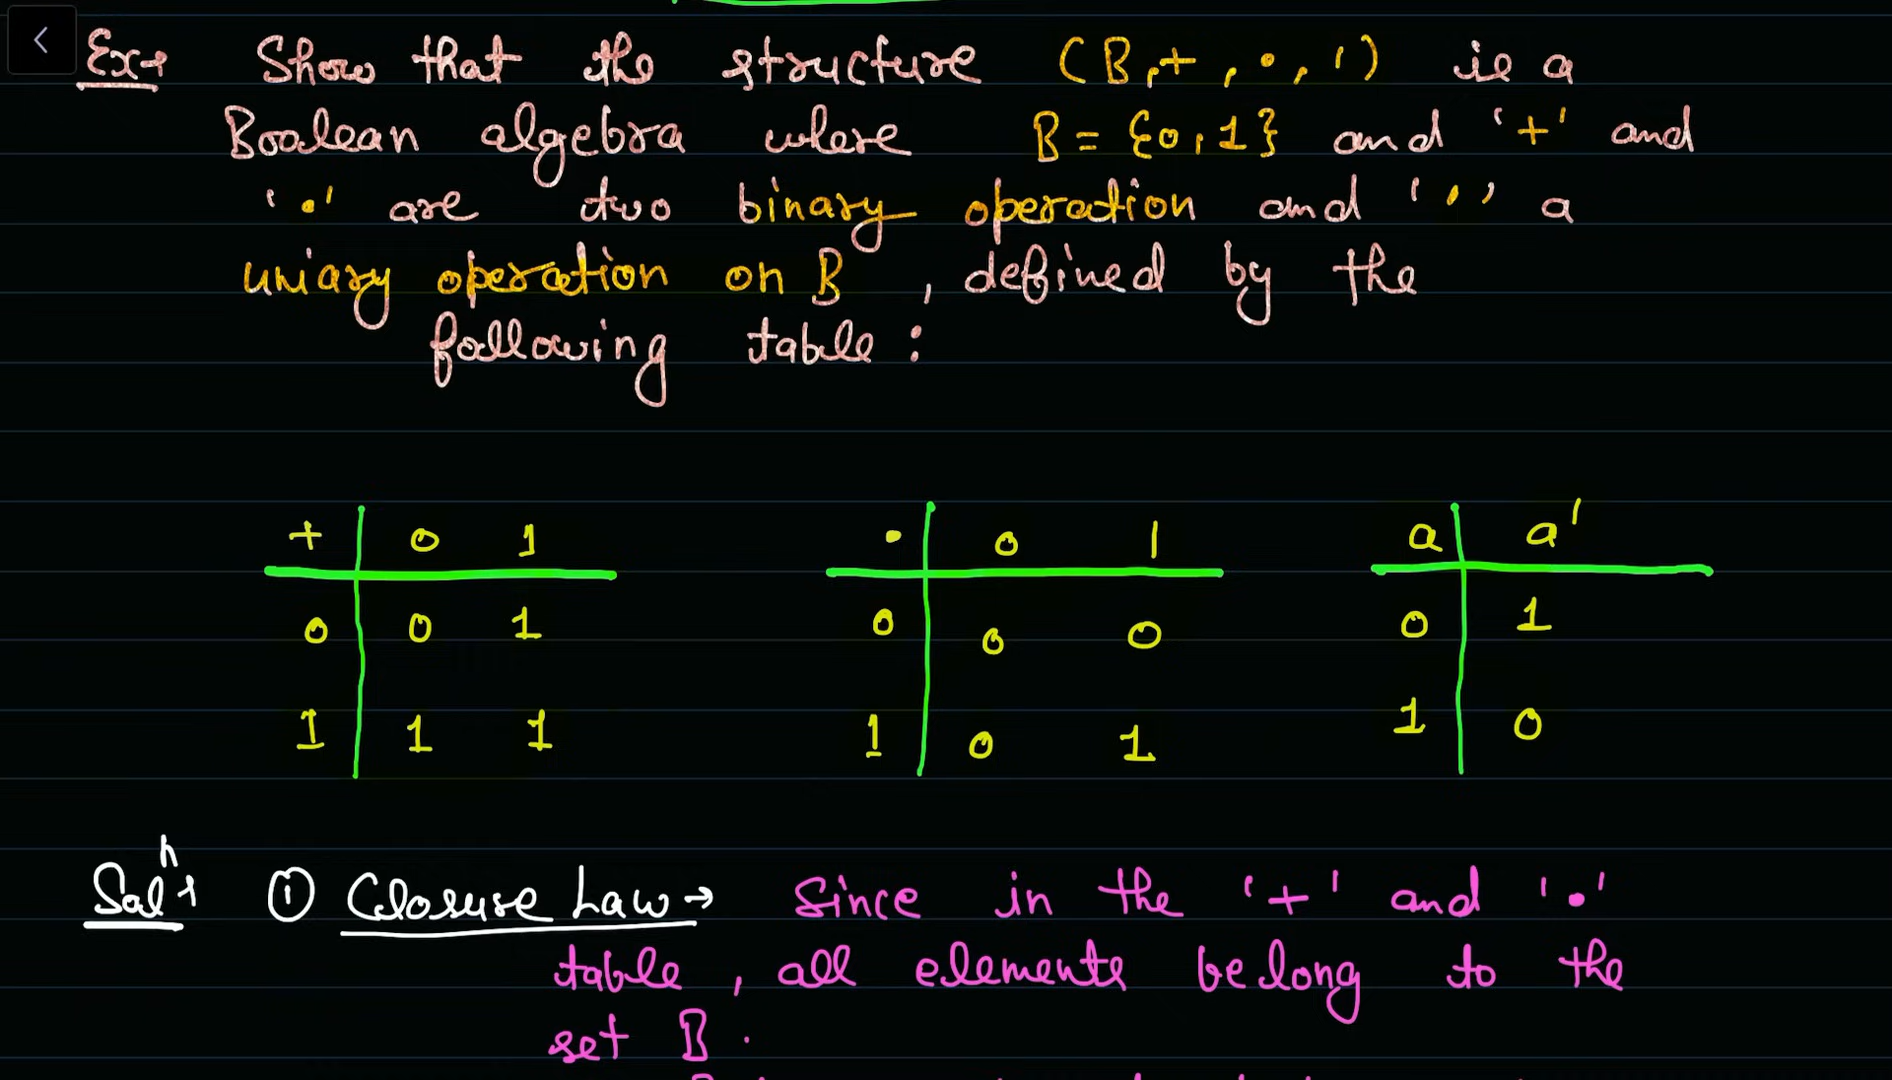 Ex→ Show that the structure (B,+,•,') is a
Boolean algebra where B = {0,1} and '+' and
'•' are two binary operation and ''' a
uniary operation on B , defined by the
following table :
+ 0 1
0 0 1
1 1 1
• 0 1
0 0 0
1 0 1
a a'
0 1
1 0
Solⁿ→ ① Closure Law → Since in the '+' and '•'
table , all elements belong to the
set B .